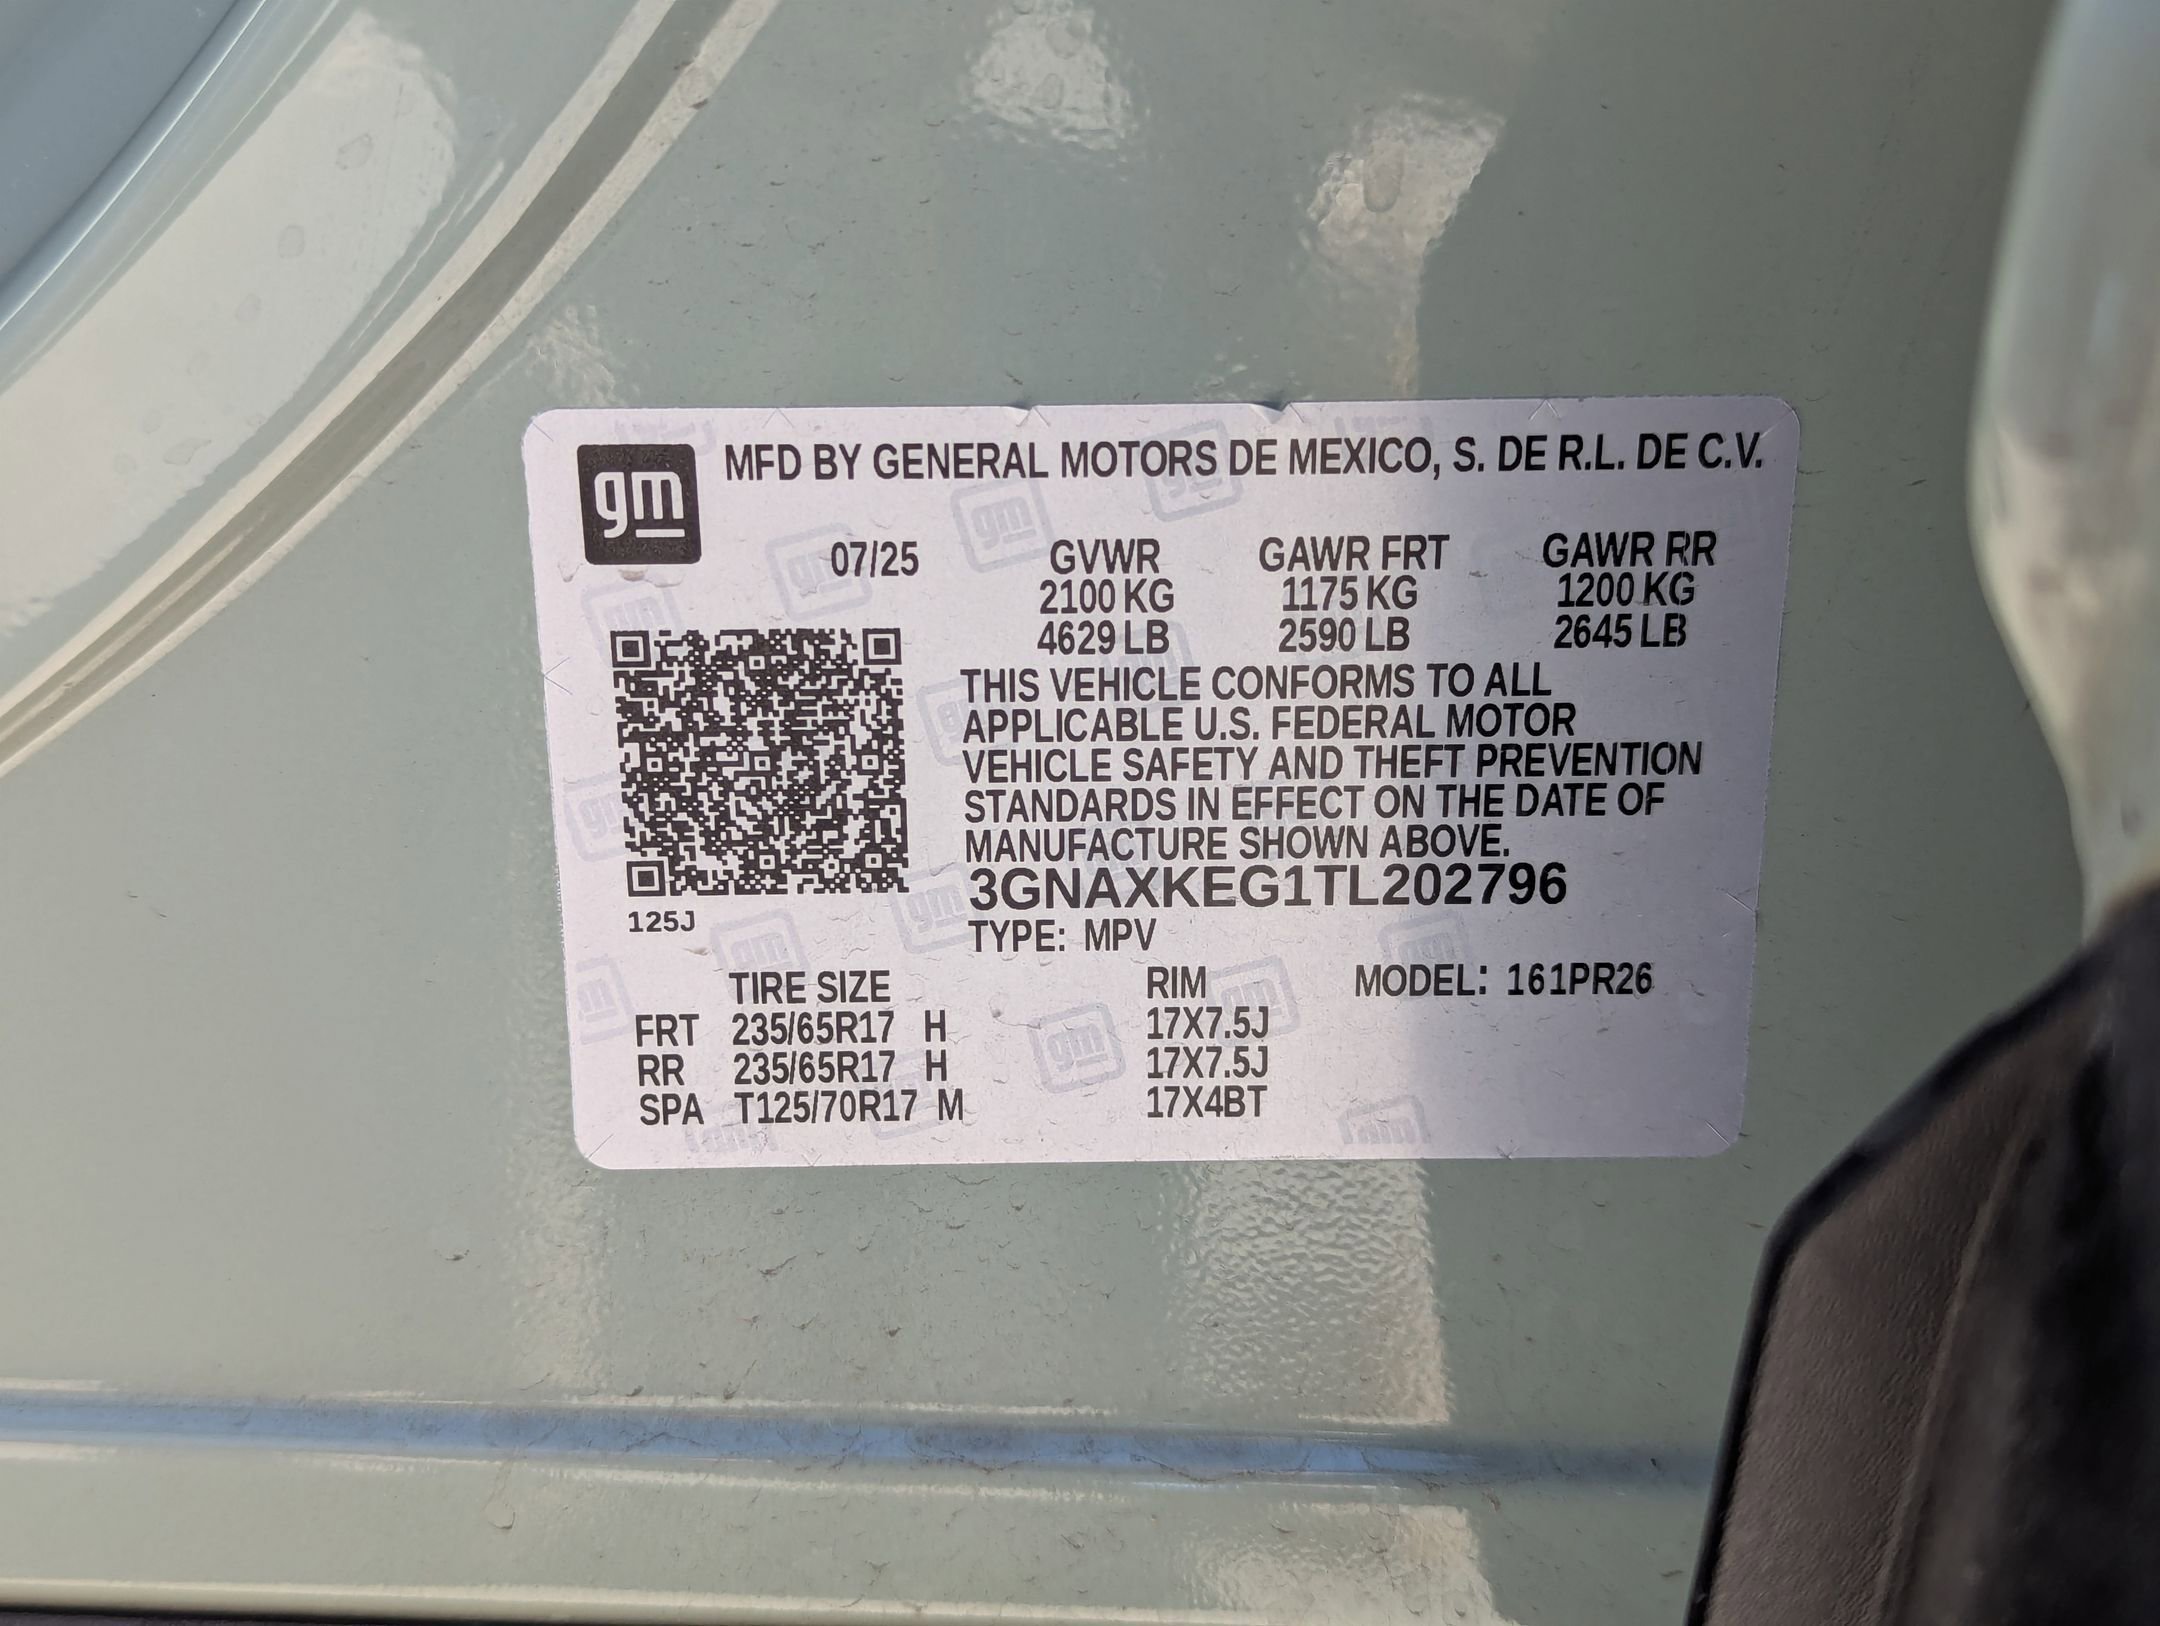 gm MFD BY GENERAL MOTORS DE MEXICO, S. DE R.L. DE C.V.
07/25 GVWR GAWR FRT GAWR RR
2100 KG 1175 KG 1200 KG
4629 LB 2590 LB 2645 LB
THIS VEHICLE CONFORMS TO ALL
APPLICABLE U.S. FEDERAL MOTOR
VEHICLE SAFETY AND THEFT PREVENTION
STANDARDS IN EFFECT ON THE DATE OF
MANUFACTURE SHOWN ABOVE.
3GNAXKEG1TL202796
125J
TYPE: MPV
TIRE SIZE RIM MODEL: 161PR26
FRT 235/65R17 H 17X7.5J
RR 235/65R17 H 17X7.5J
SPA T125/70R17 M 17X4BT